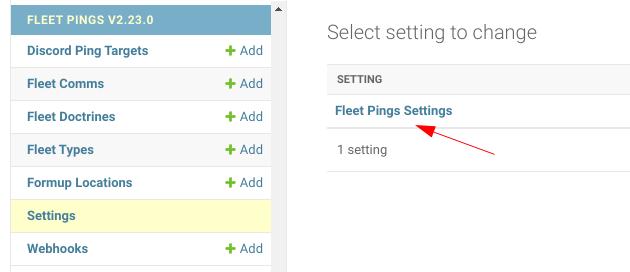 FLEET PINGS V2.23.0
Discord Ping Targets + Add
Fleet Comms + Add
Fleet Doctrines + Add
Fleet Types + Add
Formup Locations + Add
Settings
Webhooks + Add
Select setting to change
SETTING
Fleet Pings Settings
1 setting